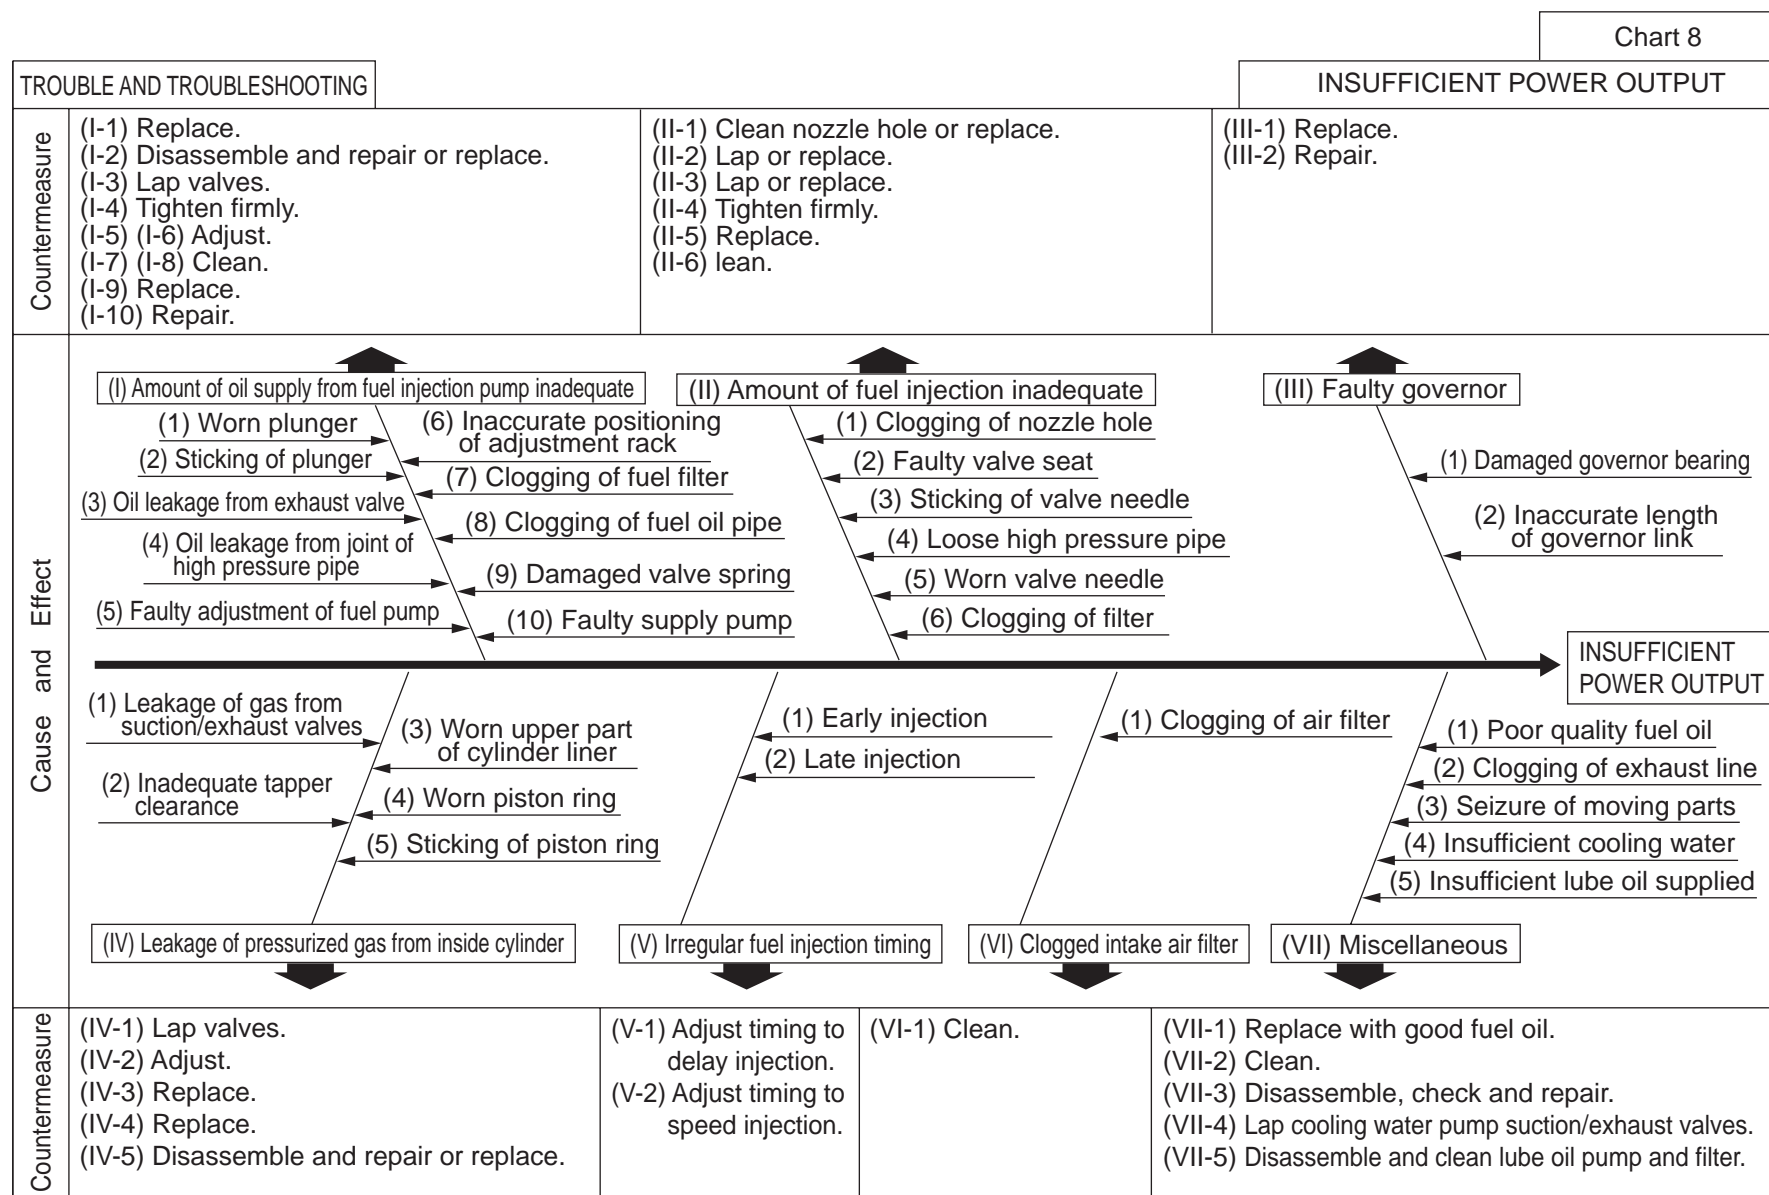 Chart 8
TROUBLE AND TROUBLESHOOTING
INSUFFICIENT POWER OUTPUT
Countermeasure
(I-1) Replace.
(I-2) Disassemble and repair or replace.
(I-3) Lap valves.
(I-4) Tighten firmly.
(I-5) (I-6) Adjust.
(I-7) (I-8) Clean.
(I-9) Replace.
(I-10) Repair.
(II-1) Clean nozzle hole or replace.
(II-2) Lap or replace.
(II-3) Lap or replace.
(II-4) Tighten firmly.
(II-5) Replace.
(II-6) lean.
(III-1) Replace.
(III-2) Repair.
Cause and Effect
(I) Amount of oil supply from fuel injection pump inadequate
(1) Worn plunger
(2) Sticking of plunger
(3) Oil leakage from exhaust valve
(4) Oil leakage from joint of
high pressure pipe
(5) Faulty adjustment of fuel pump
(6) Inaccurate positioning
of adjustment rack
(7) Clogging of fuel filter
(8) Clogging of fuel oil pipe
(9) Damaged valve spring
(10) Faulty supply pump
(II) Amount of fuel injection inadequate
(1) Clogging of nozzle hole
(2) Faulty valve seat
(3) Sticking of valve needle
(4) Loose high pressure pipe
(5) Worn valve needle
(6) Clogging of filter
(III) Faulty governor
(1) Damaged governor bearing
(2) Inaccurate length
of governor link
INSUFFICIENT
POWER OUTPUT
(1) Leakage of gas from
suction/exhaust valves
(2) Inadequate tapper
clearance
(3) Worn upper part
of cylinder liner
(4) Worn piston ring
(5) Sticking of piston ring
(IV) Leakage of pressurized gas from inside cylinder
(1) Early injection
(2) Late injection
(V) Irregular fuel injection timing
(1) Clogging of air filter
(VI) Clogged intake air filter
(1) Poor quality fuel oil
(2) Clogging of exhaust line
(3) Seizure of moving parts
(4) Insufficient cooling water
(5) Insufficient lube oil supplied
(VII) Miscellaneous
Countermeasure
(IV-1) Lap valves.
(IV-2) Adjust.
(IV-3) Replace.
(IV-4) Replace.
(IV-5) Disassemble and repair or replace.
(V-1) Adjust timing to
delay injection.
(V-2) Adjust timing to
speed injection.
(VI-1) Clean.
(VII-1) Replace with good fuel oil.
(VII-2) Clean.
(VII-3) Disassemble, check and repair.
(VII-4) Lap cooling water pump suction/exhaust valves.
(VII-5) Disassemble and clean lube oil pump and filter.